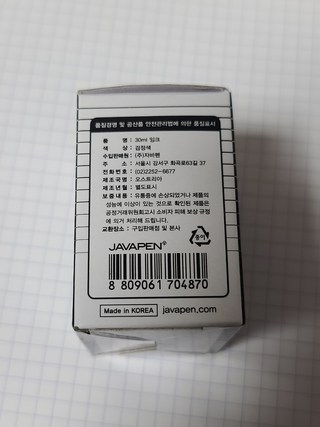 품질경영 및 공산품 안전관리법에 의한 품질표시
품 명 : 30ml 잉크
색 상 : 검정색
수입판매원 : (주)자바펜
주 소 : 서울시 강서구 화곡로63길 37
전화번호 : (02)2252-6677
제조국명 : 오스트리아
제조년월 : 별도표시
보증내용 : 유통중에 손상되었거나 제품의
성능에 이상이 있는 것으로 확인된 제품은
공정거래위원회고시 소비자 피해 보상 규정
에 의거 처리해 드립니다.
교환장소 : 구입판매점 및 본사
종이
JAVAPEN®
8 809061 704870
Made in KOREA
javapen.com